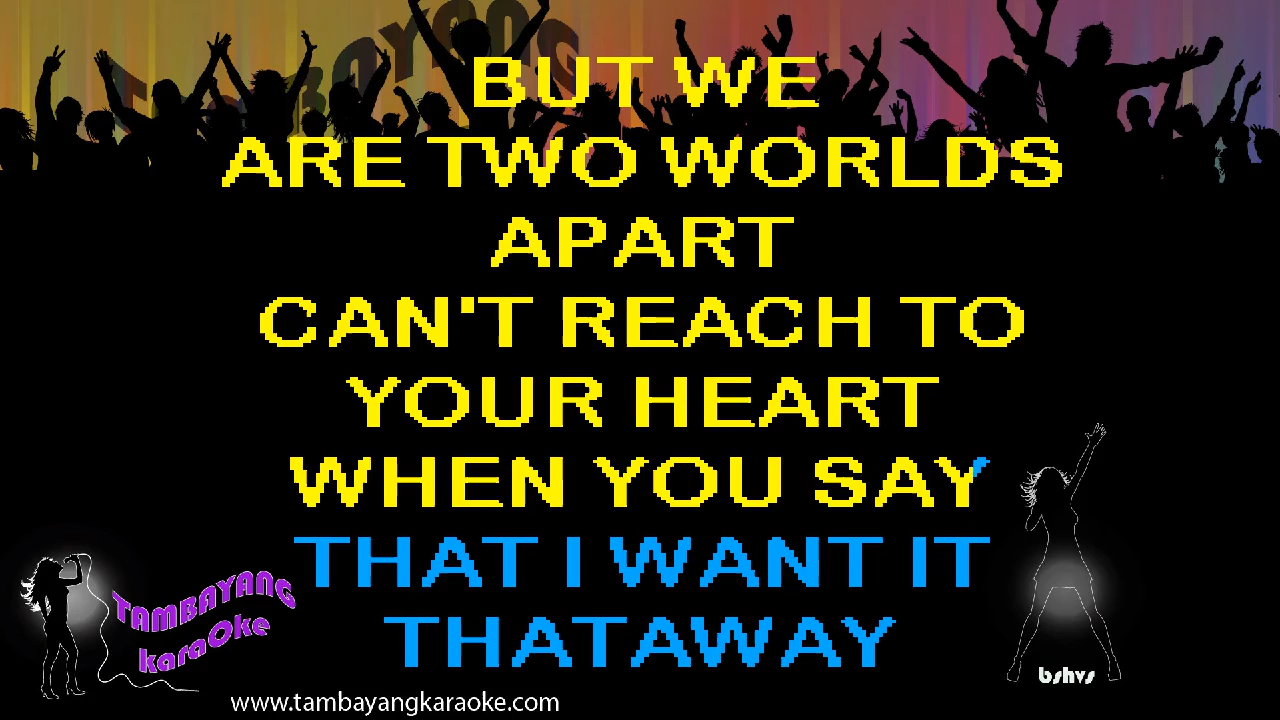 BUT WE
ARE TWO WORLDS
APART
CAN'T REACH TO
YOUR HEART
WHEN YOU SAY
THAT I WANT IT
THATAWAY
TAMBAYANG
karaOke
bshvs
www.tambayangkaraoke.com